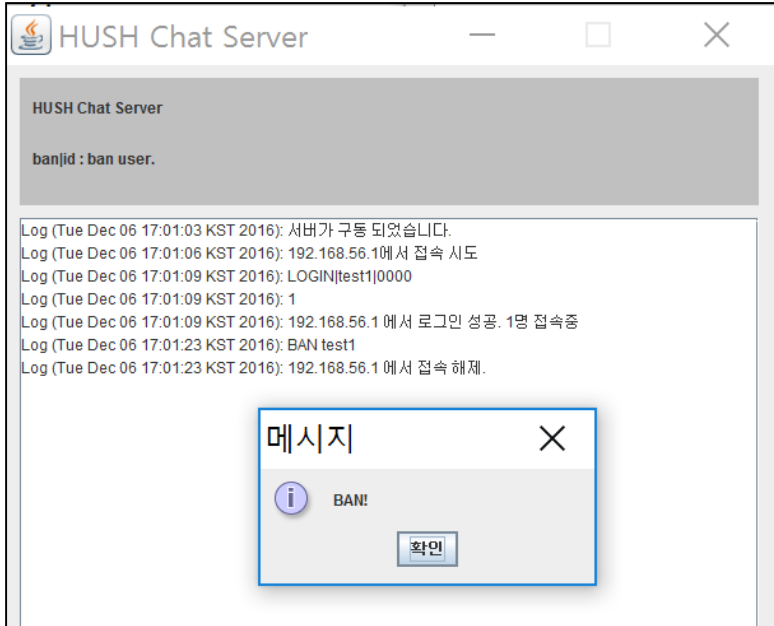 HUSH Chat Server
HUSH Chat Server
ban|id : ban user.
Log (Tue Dec 06 17:01:03 KST 2016): 서버가 구동 되었습니다.
Log (Tue Dec 06 17:01:06 KST 2016): 192.168.56.1에서 접속 시도
Log (Tue Dec 06 17:01:09 KST 2016): LOGIN|test1|0000
Log (Tue Dec 06 17:01:09 KST 2016): 1
Log (Tue Dec 06 17:01:09 KST 2016): 192.168.56.1 에서 로그인 성공. 1명 접속중
Log (Tue Dec 06 17:01:23 KST 2016): BAN test1
Log (Tue Dec 06 17:01:23 KST 2016): 192.168.56.1 에서 접속 해제.
메시지
BAN!
확인